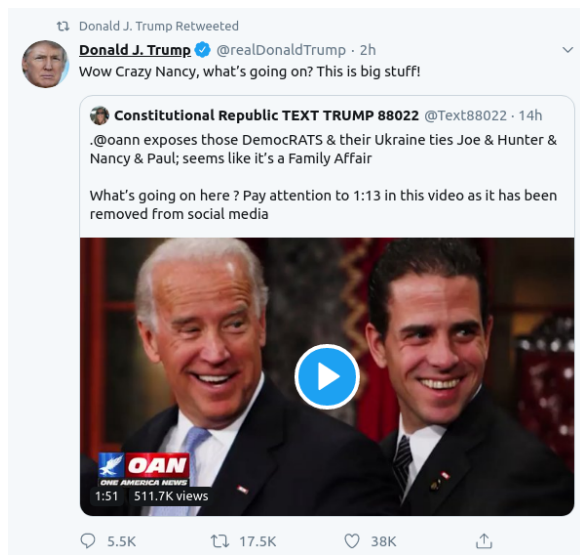 Donald J. Trump Retweeted
Donald J. Trump @realDonaldTrump · 2h
Wow Crazy Nancy, what's going on? This is big stuff!
Constitutional Republic TEXT TRUMP 88022 @Text88022 · 14h
.@oann exposes those DemocRATS & their Ukraine ties Joe & Hunter &
Nancy & Paul; seems like it's a Family Affair
What's going on here ? Pay attention to 1:13 in this video as it has been
removed from social media
OAN
ONE AMERICA NEWS
1:51 511.7K views
5.5K 17.5K 38K